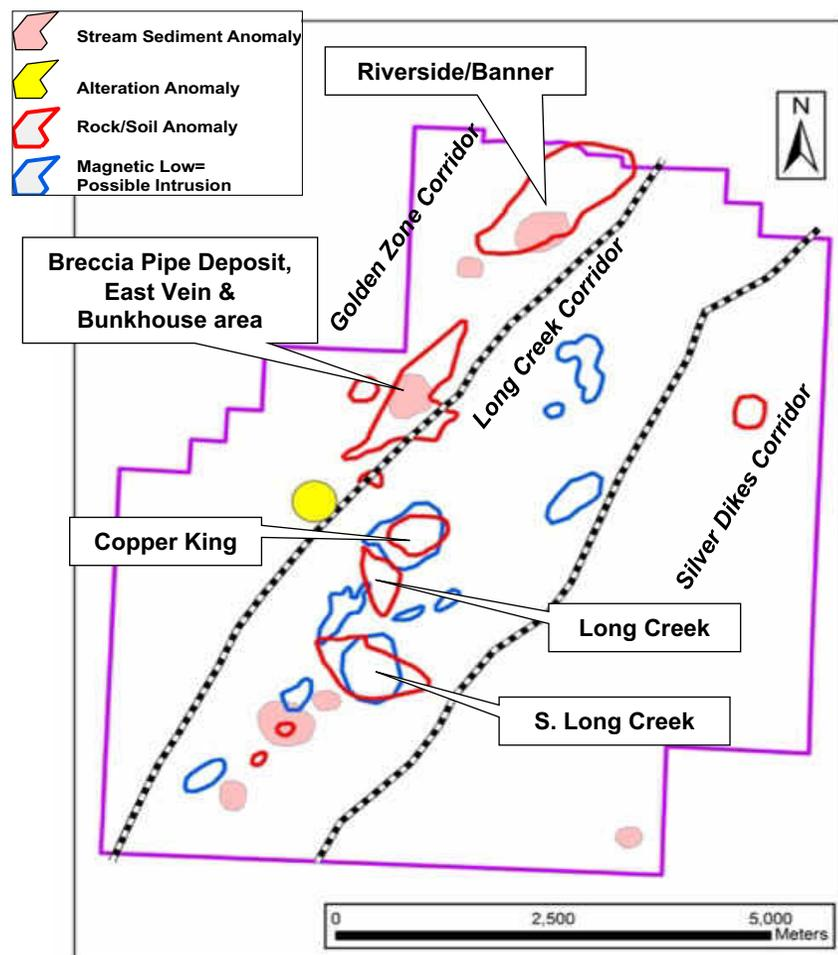 Stream Sediment Anomaly
Alteration Anomaly
Rock/Soil Anomaly
Magnetic Low=
Possible Intrusion
Riverside/Banner
N
Golden Zone Corridor
Breccia Pipe Deposit,
East Vein &
Bunkhouse area
Long Creek Corridor
Silver Dikes Corridor
Copper King
Long Creek
S. Long Creek
0 2,500 5,000
Meters